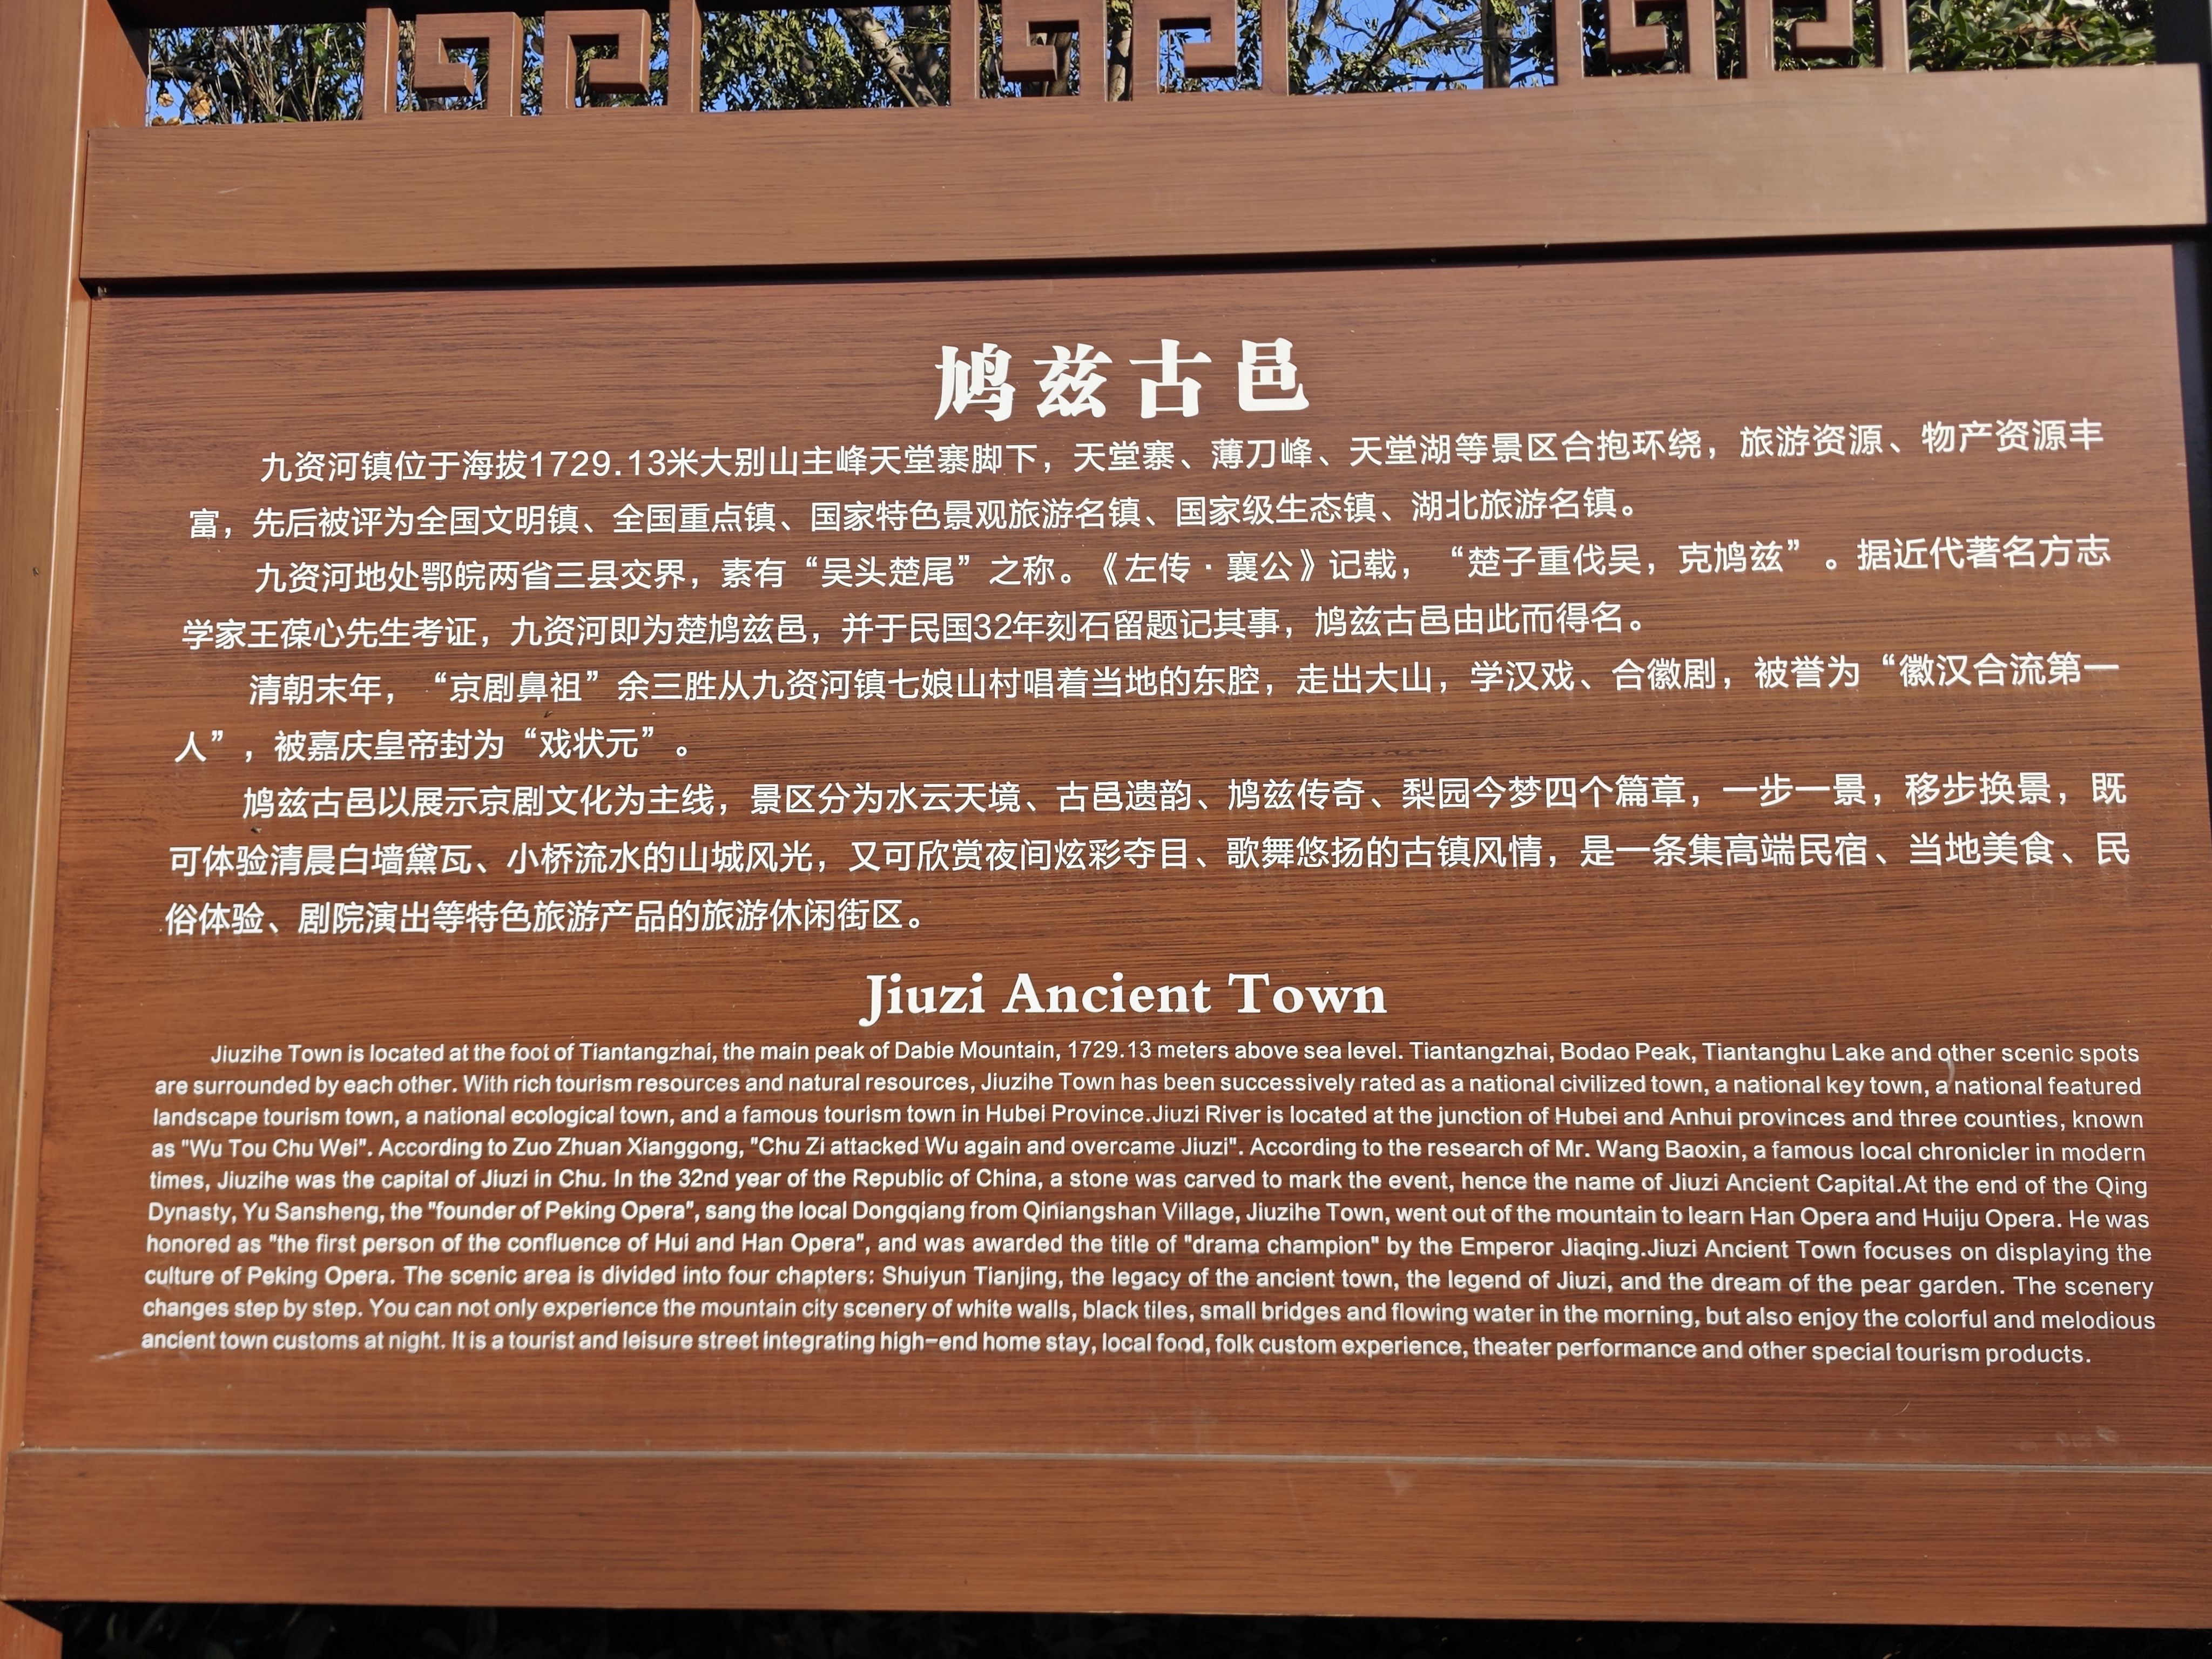 鸠兹古邑
九资河镇位于海拔1729.13米大别山主峰天堂寨脚下，天堂寨、薄刀峰、天堂湖等景区合抱环绕，旅游资源、物产资源丰
富，先后被评为全国文明镇、全国重点镇、国家特色景观旅游名镇、国家级生态镇、湖北旅游名镇。
九资河地处鄂皖两省三县交界，素有“吴头楚尾”之称。《左传·襄公》记载，“楚子重伐吴，克鸠兹”。据近代著名方志
学家王葆心先生考证，九资河即为楚鸠兹邑，并于民国32年刻石留题记其事，鸠兹古邑由此而得名。
清朝末年，“京剧鼻祖”余三胜从九资河镇七娘山村唱着当地的东腔，走出大山，学汉戏、合徽剧，被誉为“徽汉合流第一
人”，被嘉庆皇帝封为“戏状元”。
鸠兹古邑以展示京剧文化为主线，景区分为水云天境、古邑遗韵、鸠兹传奇、梨园今梦四个篇章，一步一景，移步换景，既
可体验清晨白墙黛瓦、小桥流水的山城风光，又可欣赏夜间炫彩夺目、歌舞悠扬的古镇风情，是一条集高端民宿、当地美食、民
俗体验、剧院演出等特色旅游产品的旅游休闲街区。
Jiuzi Ancient Town
Jiuzihe Town is located at the foot of Tiantangzhai, the main peak of Dabie Mountain, 1729.13 meters above sea level. Tiantangzhai, Bodao Peak, Tiantanghu Lake and other scenic spots
are surrounded by each other. With rich tourism resources and natural resources, Jiuzihe Town has been successively rated as a national civilized town, a national key town, a national featured
landscape tourism town, a national ecological town, and a famous tourism town in Hubei Province.Jiuzi River is located at the junction of Hubei and Anhui provinces and three counties, known
as "Wu Tou Chu Wei". According to Zuo Zhuan Xianggong, "Chu Zi attacked Wu again and overcame Jiuzi". According to the research of Mr. Wang Baoxin, a famous local chronicler in modern
times, Jiuzihe was the capital of Jiuzi in Chu. In the 32nd year of the Republic of China, a stone was carved to mark the event, hence the name of Jiuzi Ancient Capital.At the end of the Qing
Dynasty, Yu Sansheng, the "founder of Peking Opera", sang the local Dongqiang from Qiniangshan Village, Jiuzihe Town, went out of the mountain to learn Han Opera and Huiju Opera. He was
honored as "the first person of the confluence of Hui and Han Opera", and was awarded the title of "drama champion" by the Emperor Jiaqing.Jiuzi Ancient Town focuses on displaying the
culture of Peking Opera. The scenic area is divided into four chapters: Shuiyun Tianjing, the legacy of the ancient town, the legend of Jiuzi, and the dream of the pear garden. The scenery
changes step by step. You can not only experience the mountain city scenery of white walls, black tiles, small bridges and flowing water in the morning, but also enjoy the colorful and melodious
ancient town customs at night. It is a tourist and leisure street integrating high-end home stay, local food, folk custom experience, theater performance and other special tourism products.